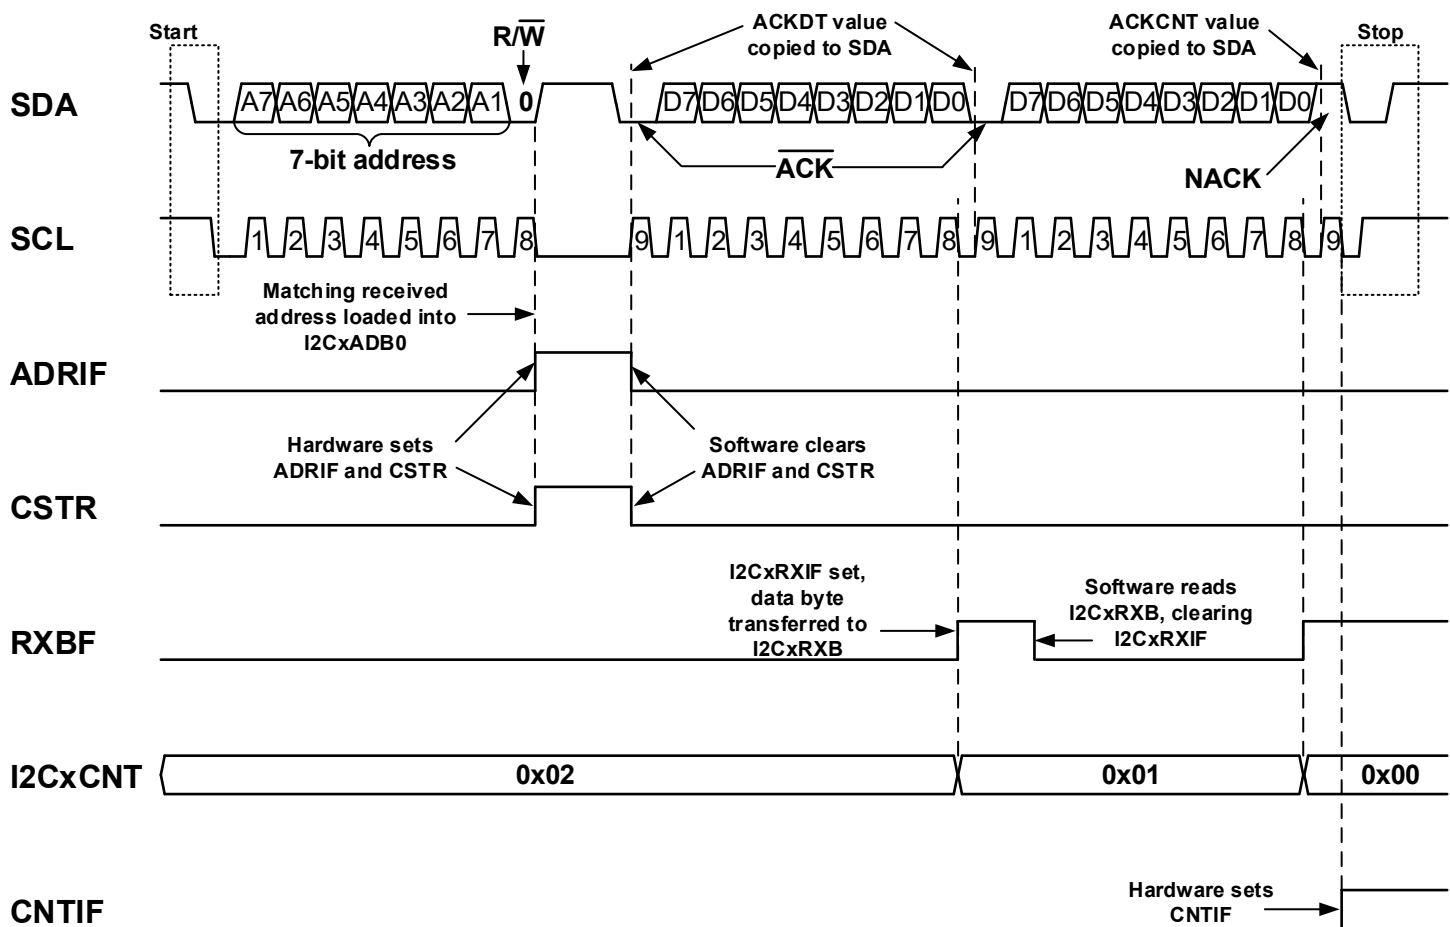 Start
R/W
ACKDT value
copied to SDA
ACKCNT value
copied to SDA
Stop
SDA
A7 A6 A5 A4 A3 A2 A1 0
D7 D6 D5 D4 D3 D2 D1 D0
D7 D6 D5 D4 D3 D2 D1 D0
7-bit address
ACK
NACK
SCL
1 2 3 4 5 6 7 8 9 1 2 3 4 5 6 7 8 9 1 2 3 4 5 6 7 8 9
Matching received
address loaded into
I2CxADB0
ADRIF
Hardware sets
ADRIF and CSTR
Software clears
ADRIF and CSTR
CSTR
I2CxRXIF set,
data byte
transferred to
I2CxRXB
Software reads
I2CxRXB, clearing
I2CxRXIF
RXBF
I2CxCNT
0x02
0x01
0x00
Hardware sets
CNTIF
CNTIF